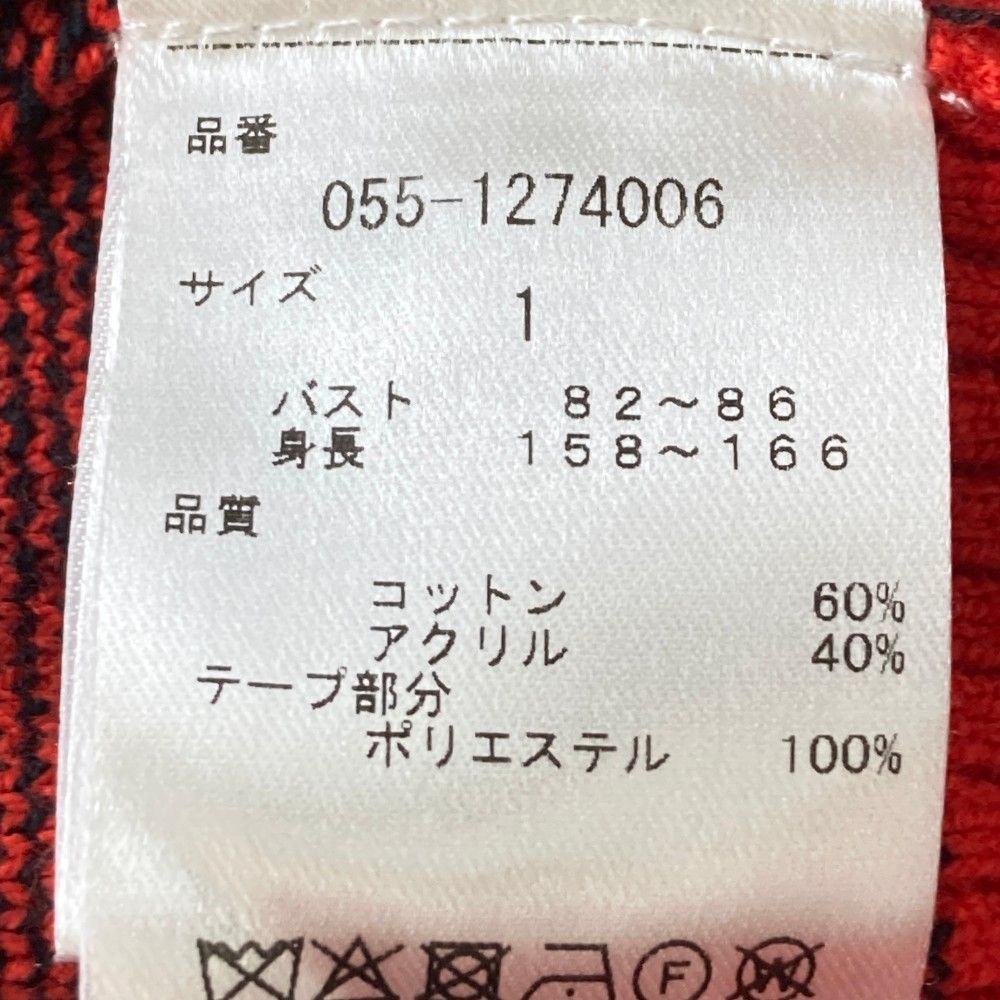 品番
055-1274006
サイズ 1
バスト 82～86
身長 158～166
品質
コットン 60%
アクリル 40%
テープ部分
ポリエステル 100%
F
W